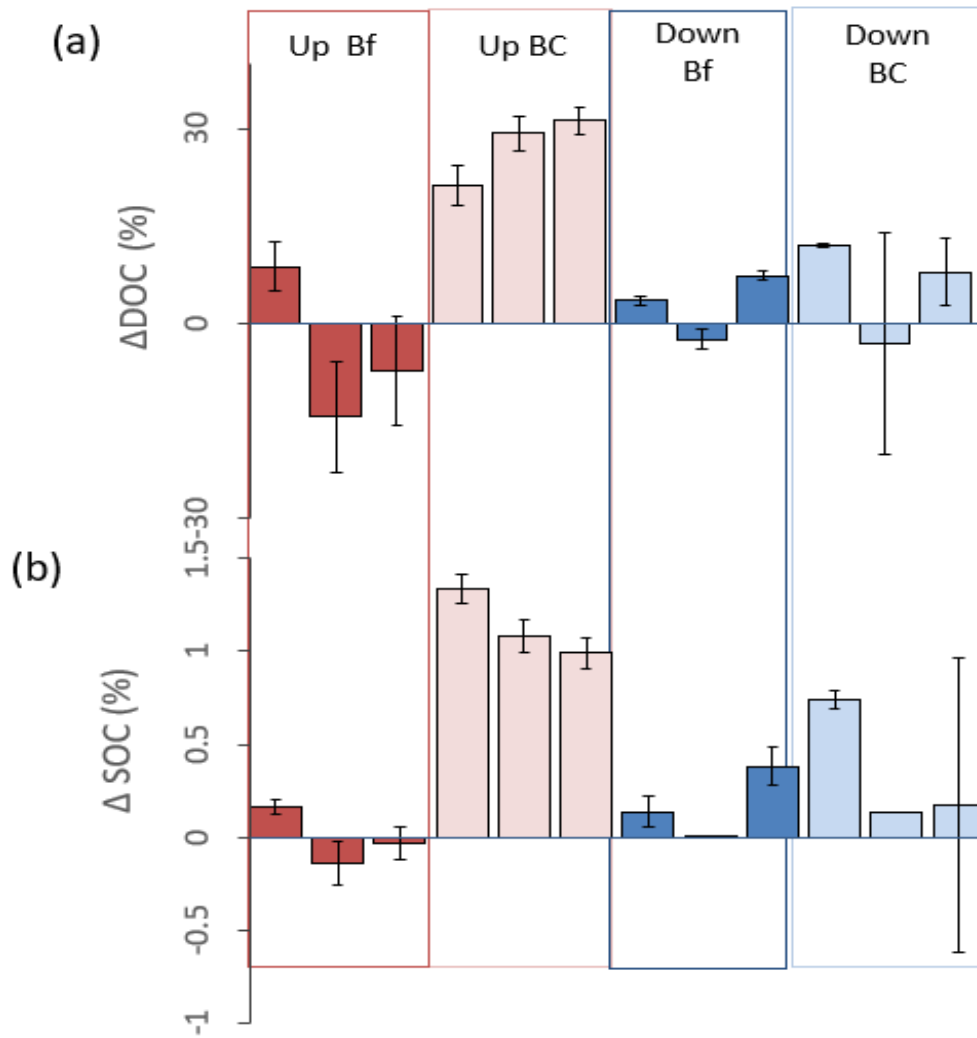 (a)
Up Bf
Up BC
Down
Bf
Down
BC
ΔDOC (%)
30
0
-30
(b)
Δ SOC (%)
1.5
1
0.5
0
-0.5
-1